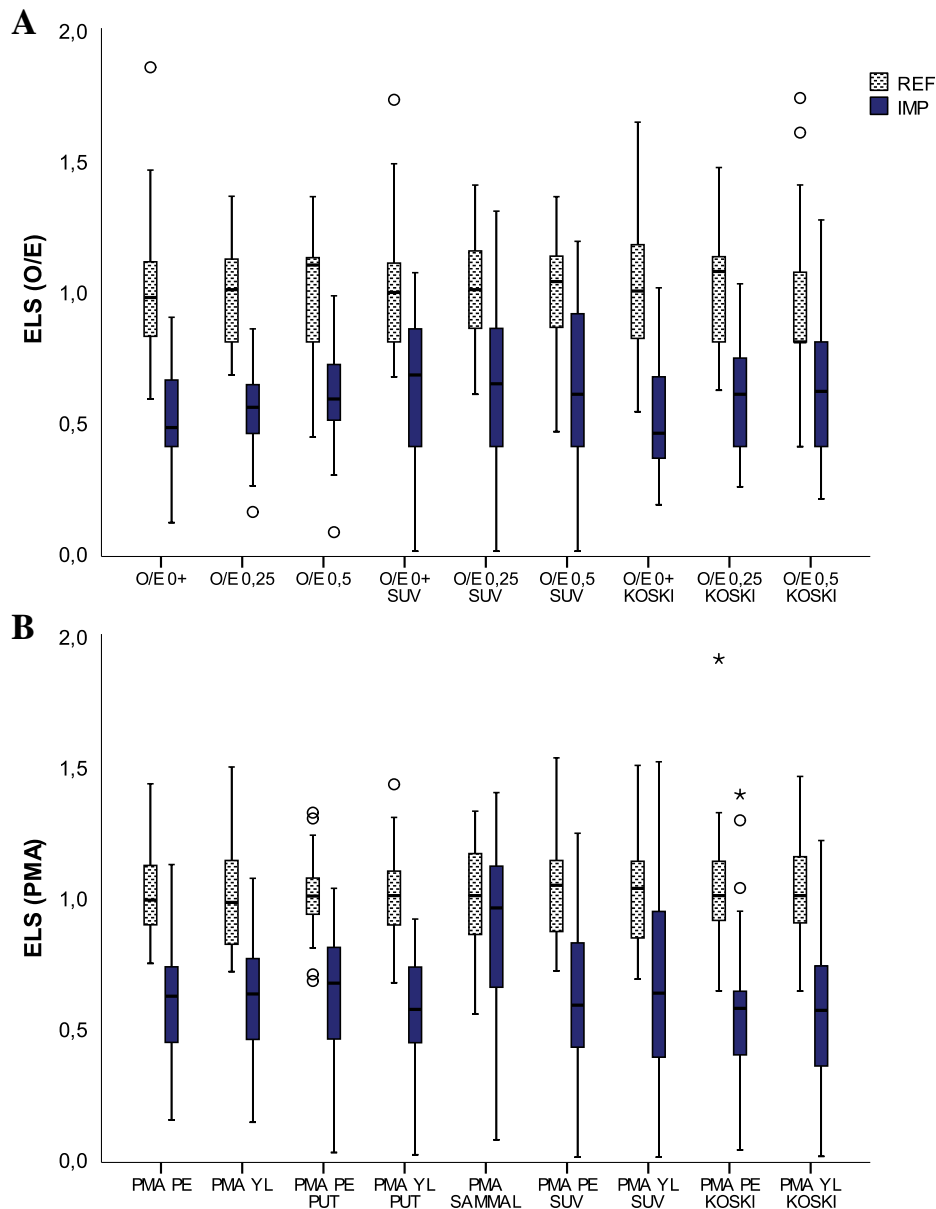 A
2,0
1,5
1,0
0,5
0,0
ELS (O/E)
REF
IMP
O/E 0+
O/E 0,25
O/E 0,5
O/E 0+
SUV
O/E 0,25
SUV
O/E 0,5
SUV
O/E 0+
KOSKI
O/E 0,25
KOSKI
O/E 0,5
KOSKI
B
2,0
1,5
1,0
0,5
0,0
ELS (PMA)
PMA PE
PMA YL
PMA PE
PUT
PMA YL
PUT
PMA
SAMMAL
PMA PE
SUV
PMA YL
SUV
PMA PE
KOSKI
PMA YL
KOSKI